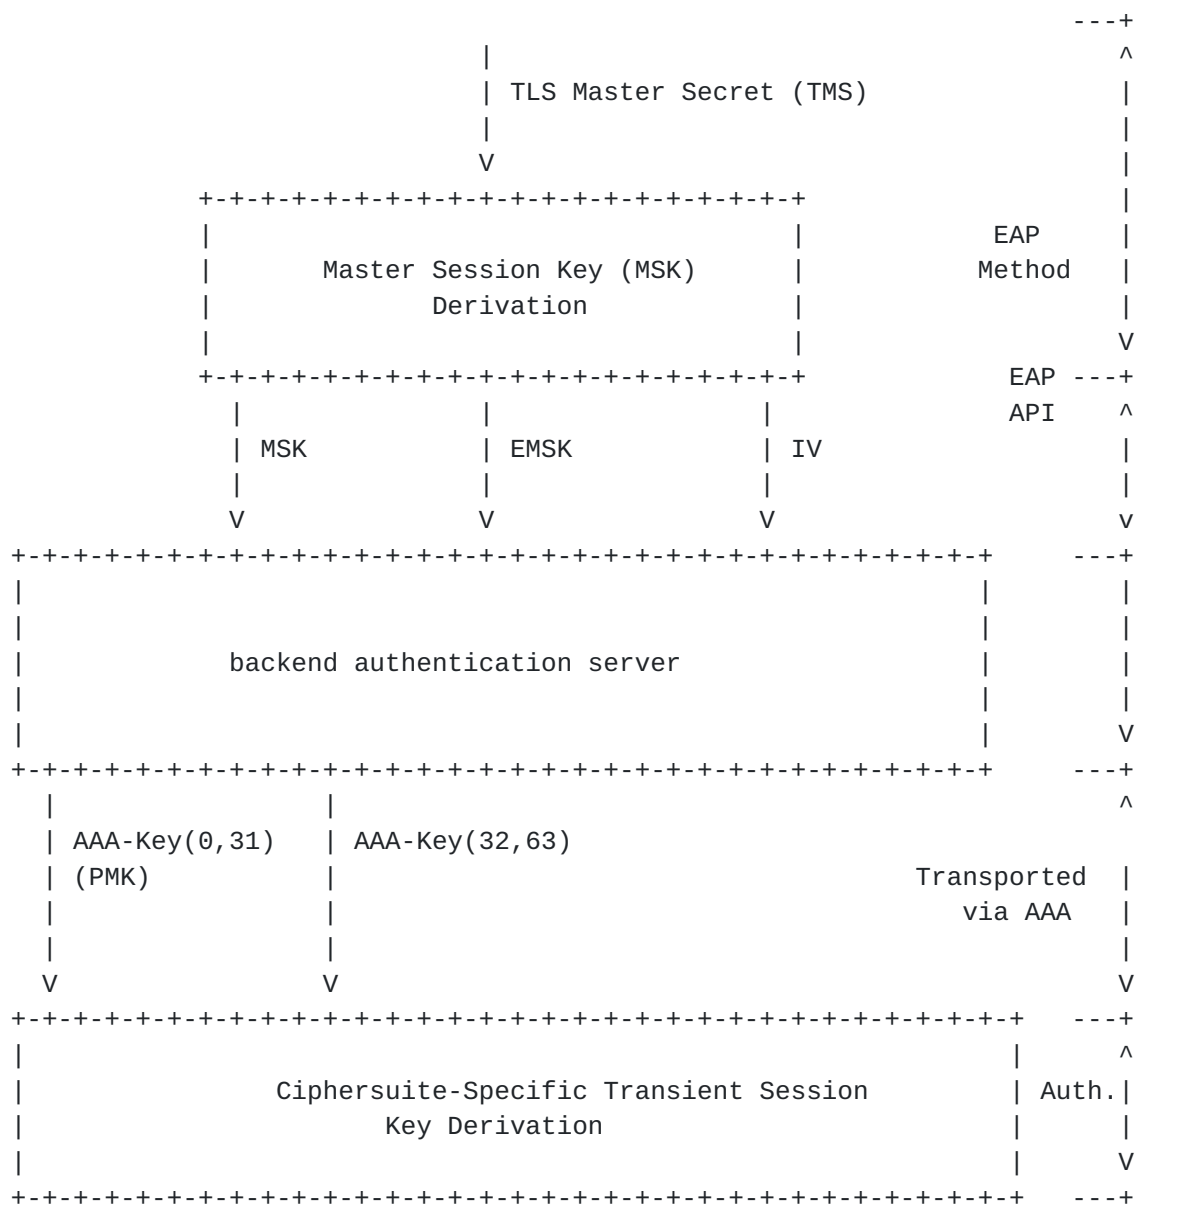 TLS Master Secret (TMS)
EAP
Master Session Key (MSK) Method
Derivation
EAP
API
MSK EMSK IV
backend authentication server
AAA-Key(0,31) AAA-Key(32,63)
(PMK) Transported
via AAA
Ciphersuite-Specific Transient Session Auth.
Key Derivation